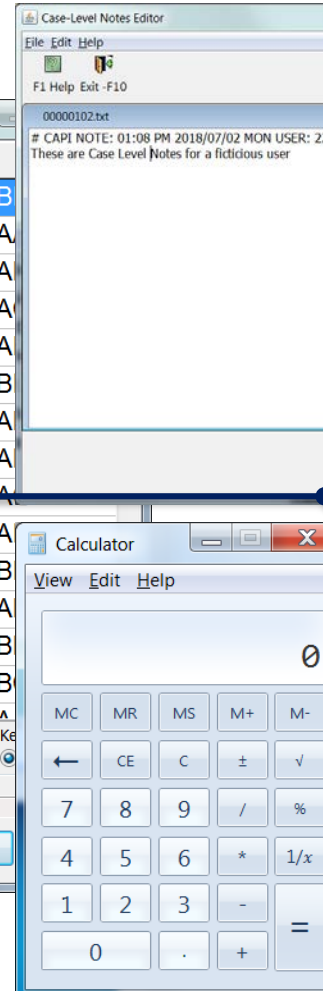 Case-Level Notes Editor
File Edit Help
F1 Help Exit -F10
00000102.txt
# CAPI NOTE: 01:08 PM 2018/07/02 MON USER: 2
These are Case Level Notes for a ficticious user
Calculator
View Edit Help
0
MC MR MS M+ M-
← CE C ± √
7 8 9 / %
4 5 6 * 1/x
1 2 3 -
=
0 . +